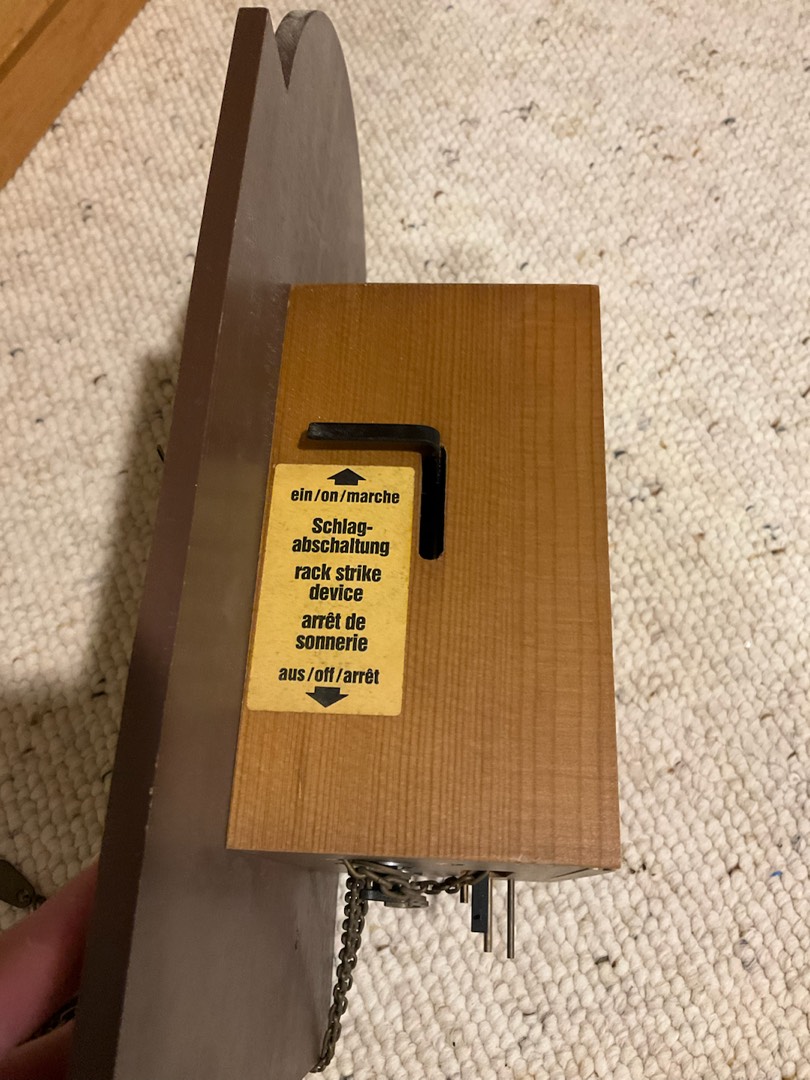 ein/on/marche
Schlag-
abschaltung
rack strike
device
arrêt de
sonnerie
aus/off/arrêt